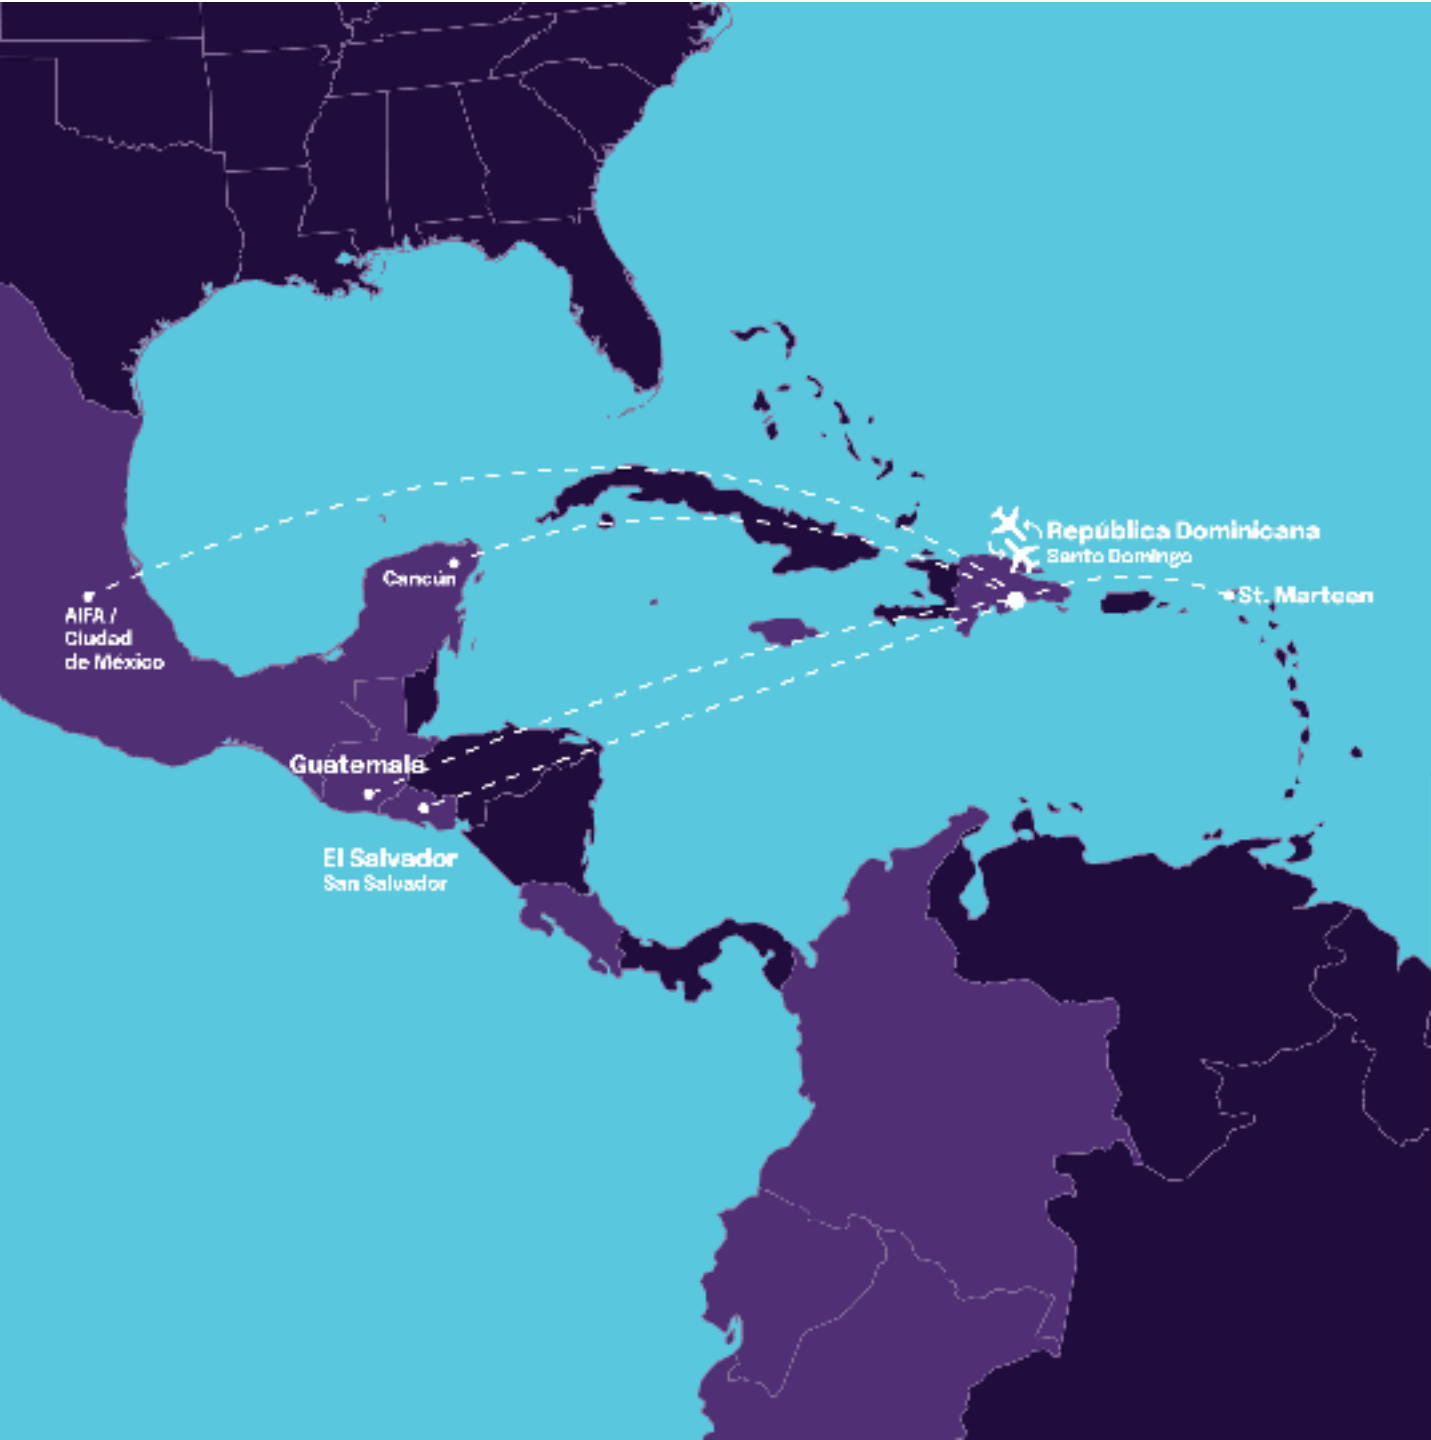 República Dominicana
Santo Domingo
St. Marteen
Cancún
AIFA /
Ciudad
de México
Guatemala
El Salvador
San Salvador